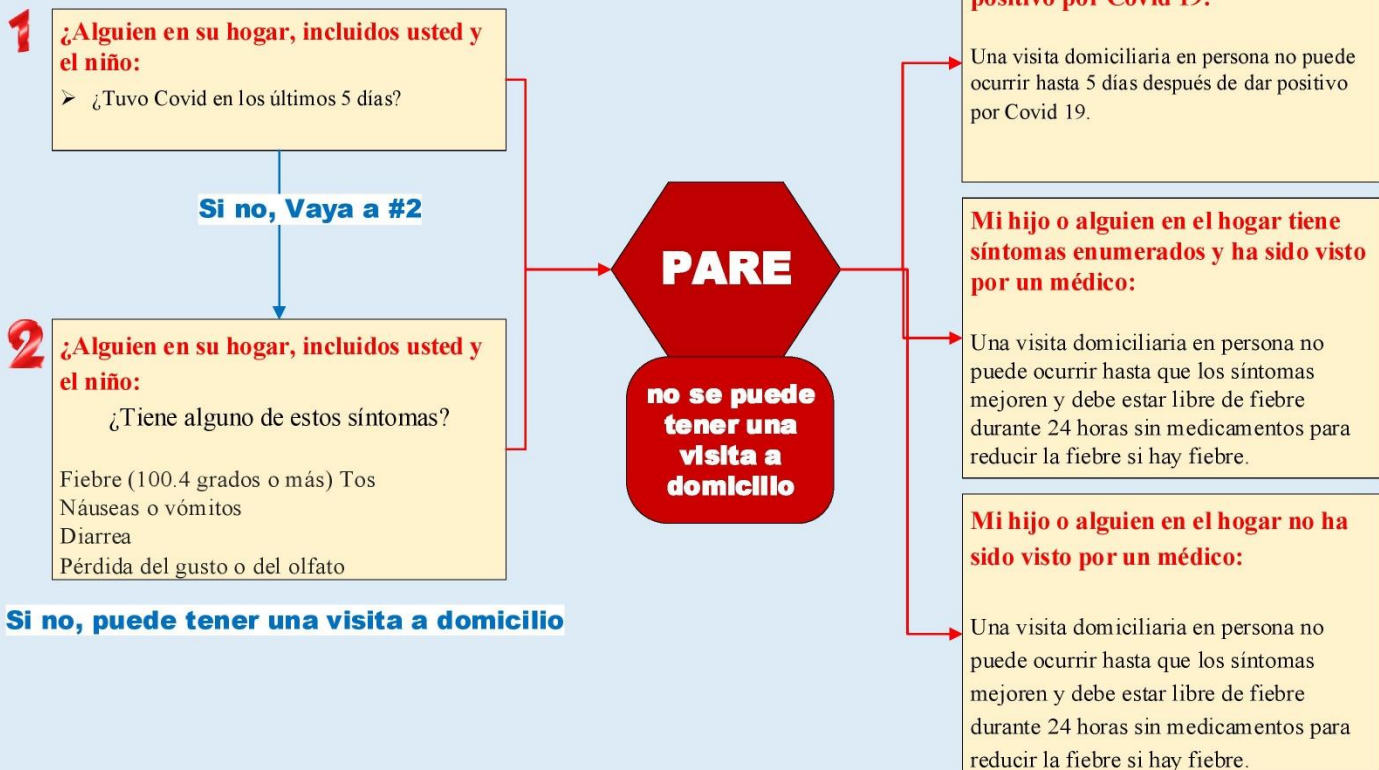 1
¿Alguien en su hogar, incluidos usted y
el niño:
➤ ¿Tuvo Covid en los últimos 5 días?
Si no, Vaya a #2
2
¿Alguien en su hogar, incluidos usted y
el niño:
¿Tiene alguno de estos síntomas?
Fiebre (100.4 grados o más) Tos
Náuseas o vómitos
Diarrea
Pérdida del gusto o del olfato
Si no, puede tener una visita a domicilio
PARE
no se puede
tener una
visita a
domicilio
positivo por Covid 19:
Una visita domiciliaria en persona no puede
ocurrir hasta 5 días después de dar positivo
por Covid 19.
Mi hijo o alguien en el hogar tiene
síntomas enumerados y ha sido visto
por un médico:
Una visita domiciliaria en persona no
puede ocurrir hasta que los síntomas
mejoren y debe estar libre de fiebre
durante 24 horas sin medicamentos para
reducir la fiebre si hay fiebre.
Mi hijo o alguien en el hogar no ha
sido visto por un médico:
Una visita domiciliaria en persona no
puede ocurrir hasta que los síntomas
mejoren y debe estar libre de fiebre
durante 24 horas sin medicamentos para
reducir la fiebre si hay fiebre.